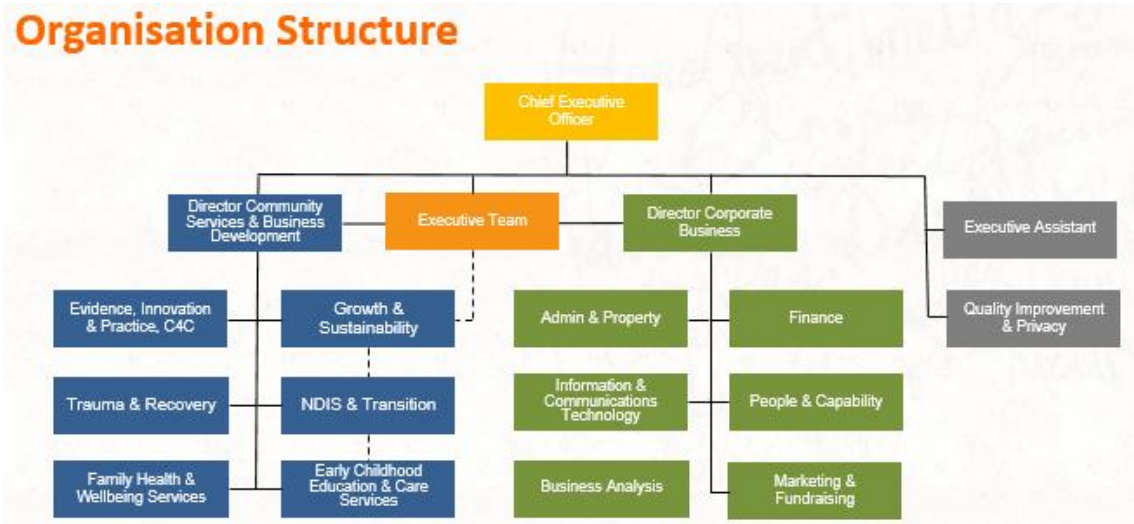 Organisation Structure
Chief Executive
Officer
Director Community
Services & Business
Development
Executive Team
Director Corporate
Business
Executive Assistant
Evidence, Innovation
& Practice, C4C
Growth &
Sustainability
Admin & Property
Finance
Quality Improvement
& Privacy
Trauma & Recovery
NDIS & Transition
Information &
Communications
Technology
People & Capability
Family Health &
Wellbeing Services
Early Childhood
Education & Care
Services
Business Analysis
Marketing &
Fundraising